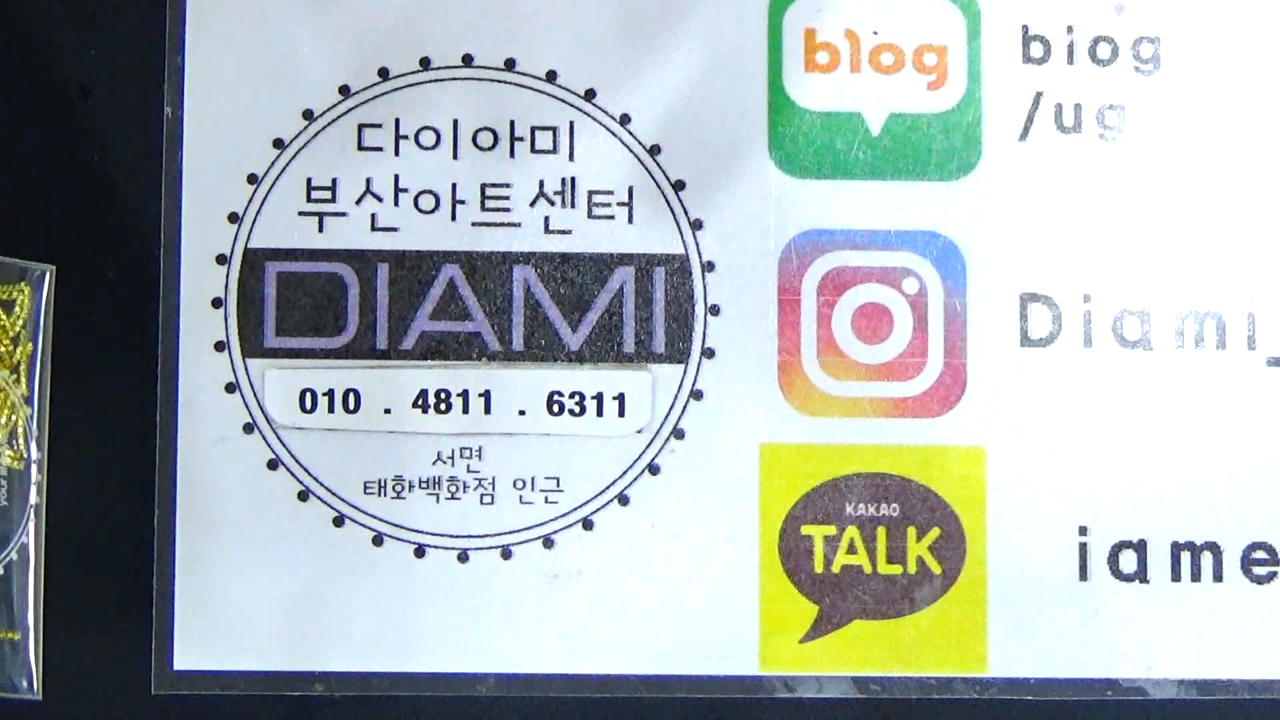 다이아미
부산아트센터
DIAMI
010 . 4811 . 6311
서면
태화백화점 인근
blog
biog
/ug
Diami_
KAKAO
TALK
iame